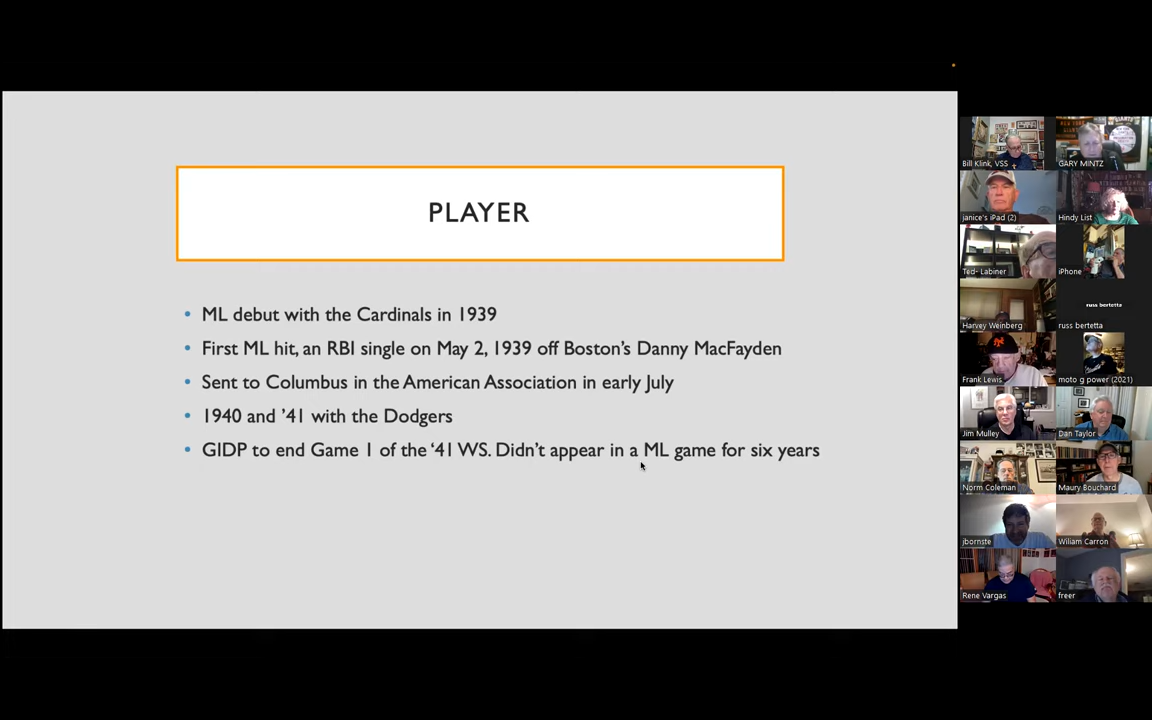 PLAYER
• ML debut with the Cardinals in 1939
• First ML hit, an RBI single on May 2, 1939 off Boston's Danny MacFayden
• Sent to Columbus in the American Association in early July
• 1940 and ’41 with the Dodgers
• GIDP to end Game 1 of the ‘41 WS. Didn’t appear in a ML game for six years
Bill Klink, VSS
GARY MINTZ
janice's iPad (2)
Hindy List
Ted- Labiner
iPhone
Harvey Weinberg
russ bertetta
russ bertetta
Frank Lewis
moto g power (2021)
Jim Mulley
Dan Taylor
Norm Coleman
Maury Bouchard
jbornste
Wiliam Carron
Rene Vargas
freer